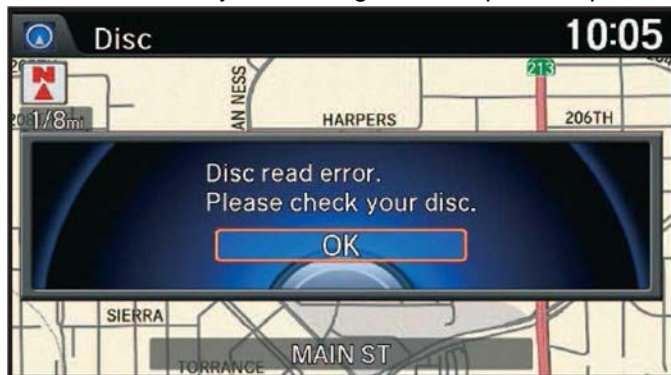 Disc
10:05
N
213
AN NESS
1/8mi
HARPERS
206TH
Disc read error.
Please check your disc.
OK
SIERRA
TORRANCE
MAIN ST